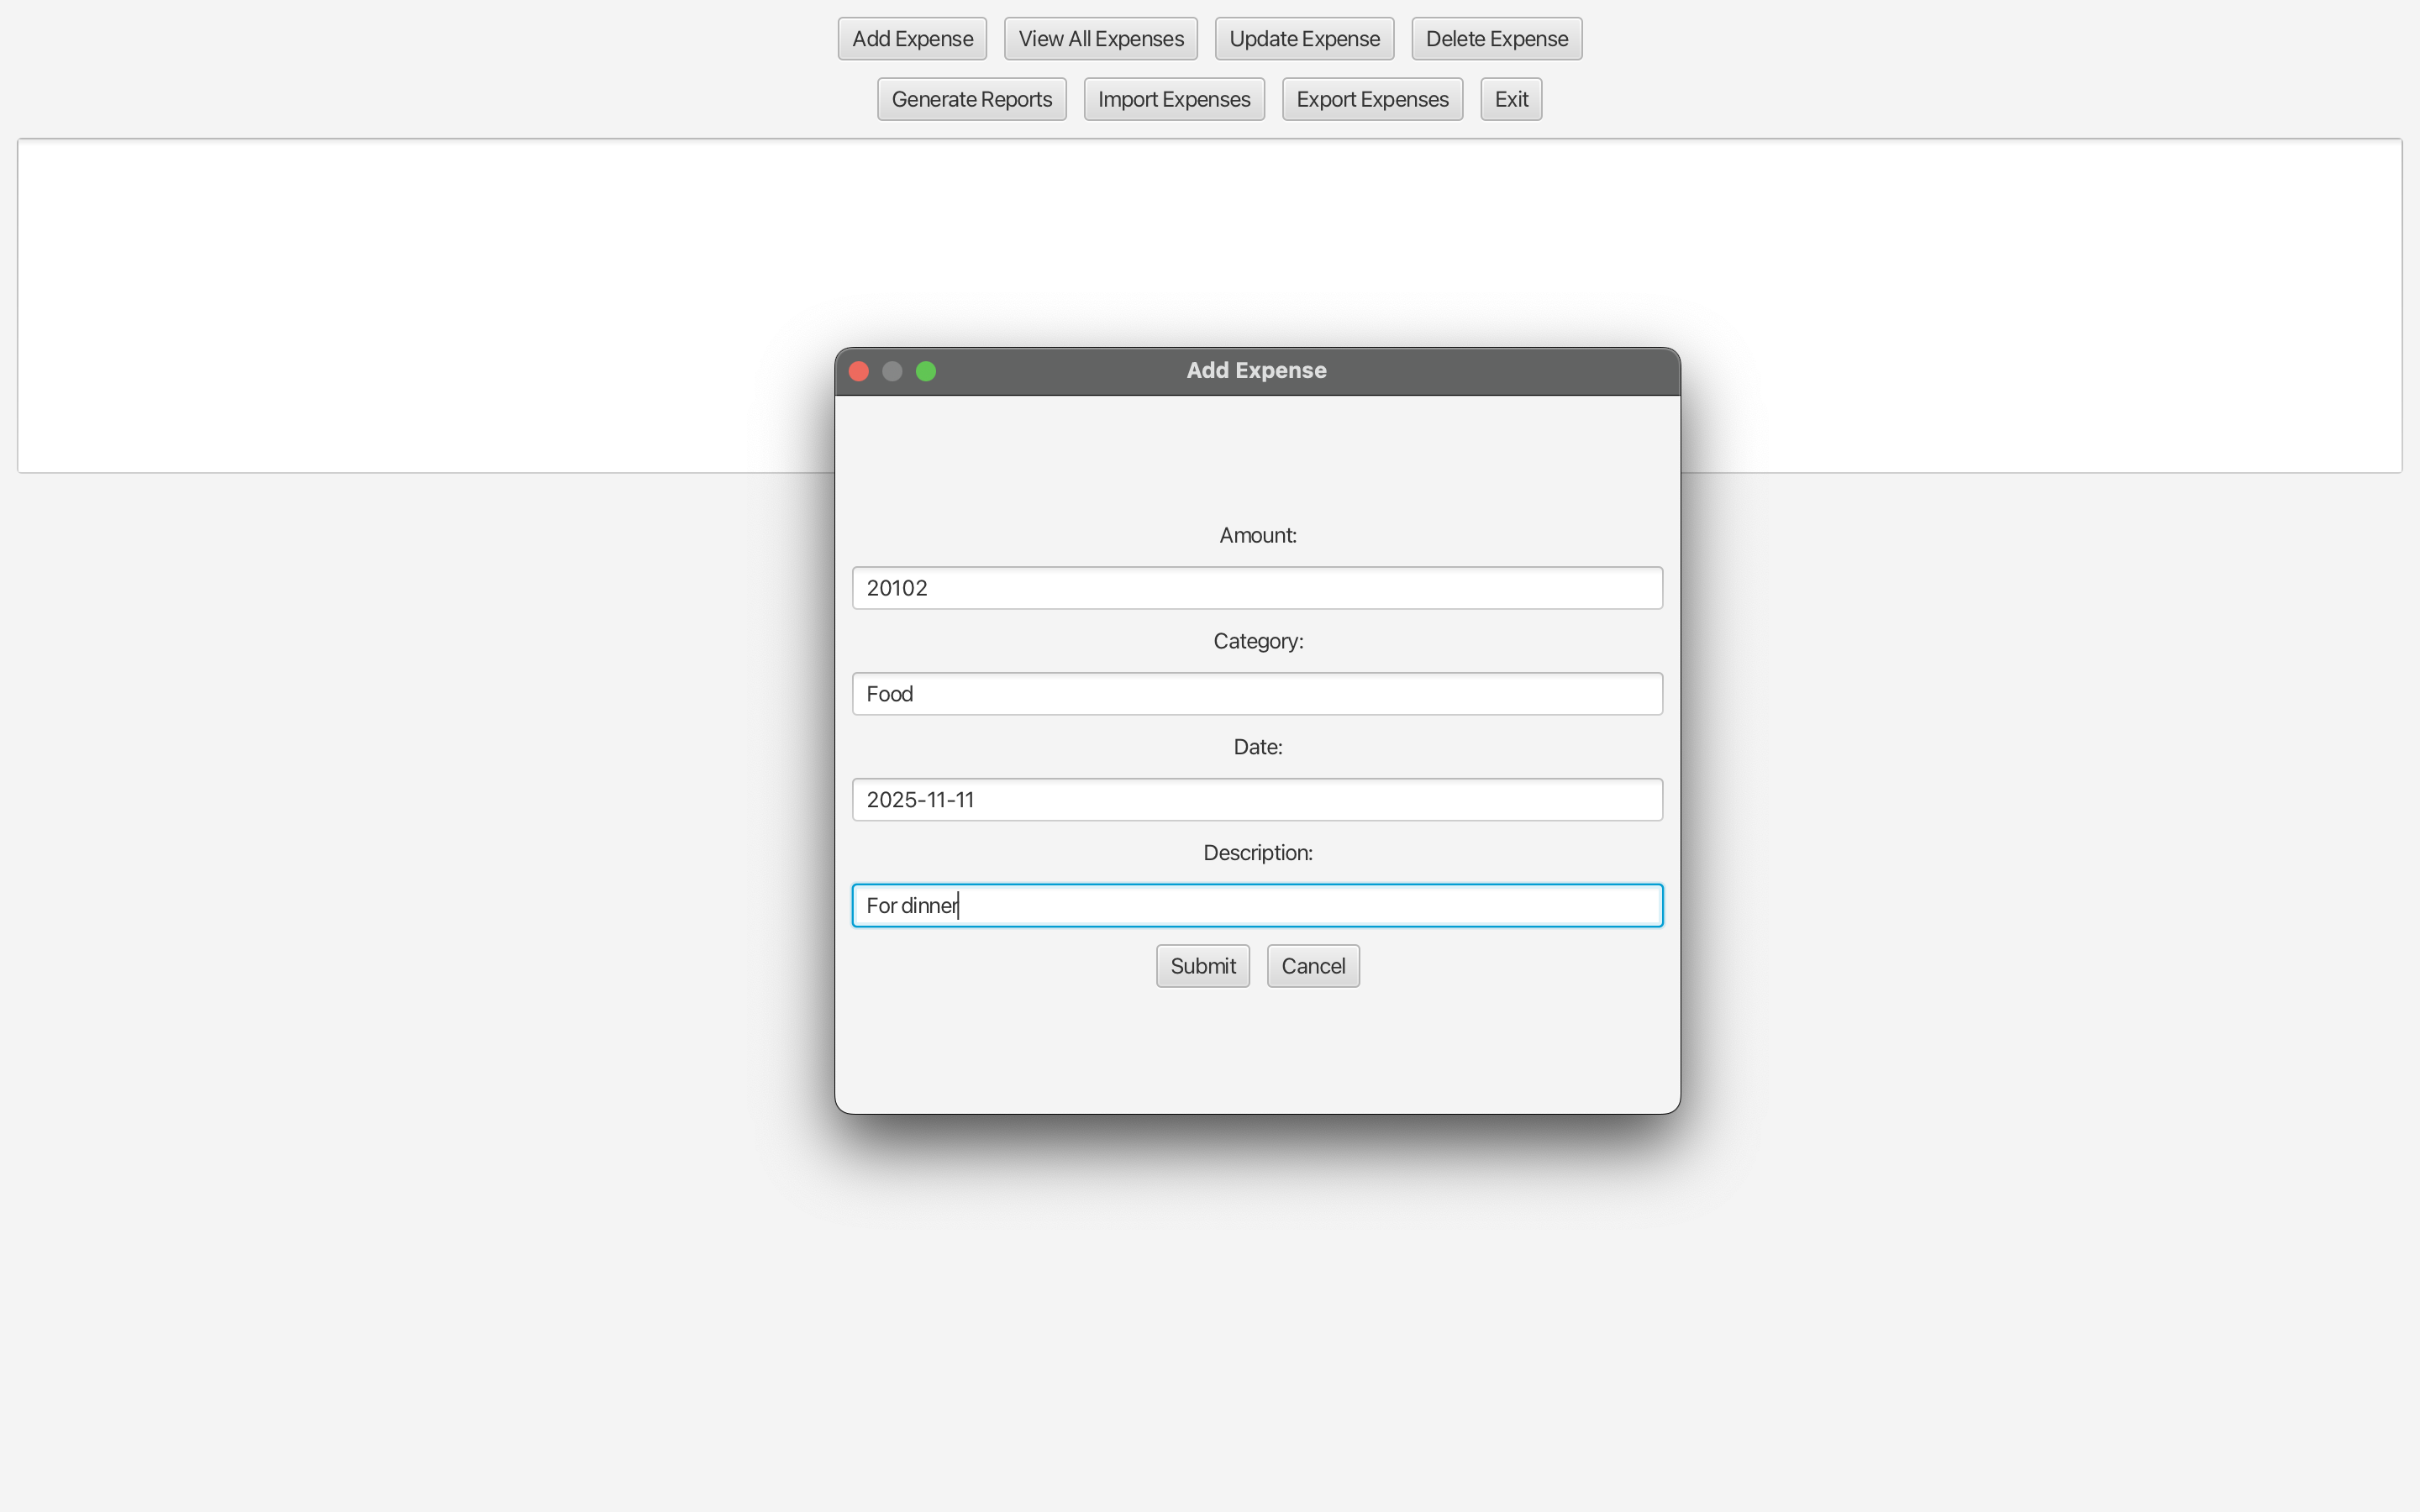 Add Expense View All Expenses Update Expense Delete Expense
Generate Reports Import Expenses Export Expenses Exit
Add Expense
Amount:
20102
Category:
Food
Date:
2025-11-11
Description:
For dinner
Submit Cancel